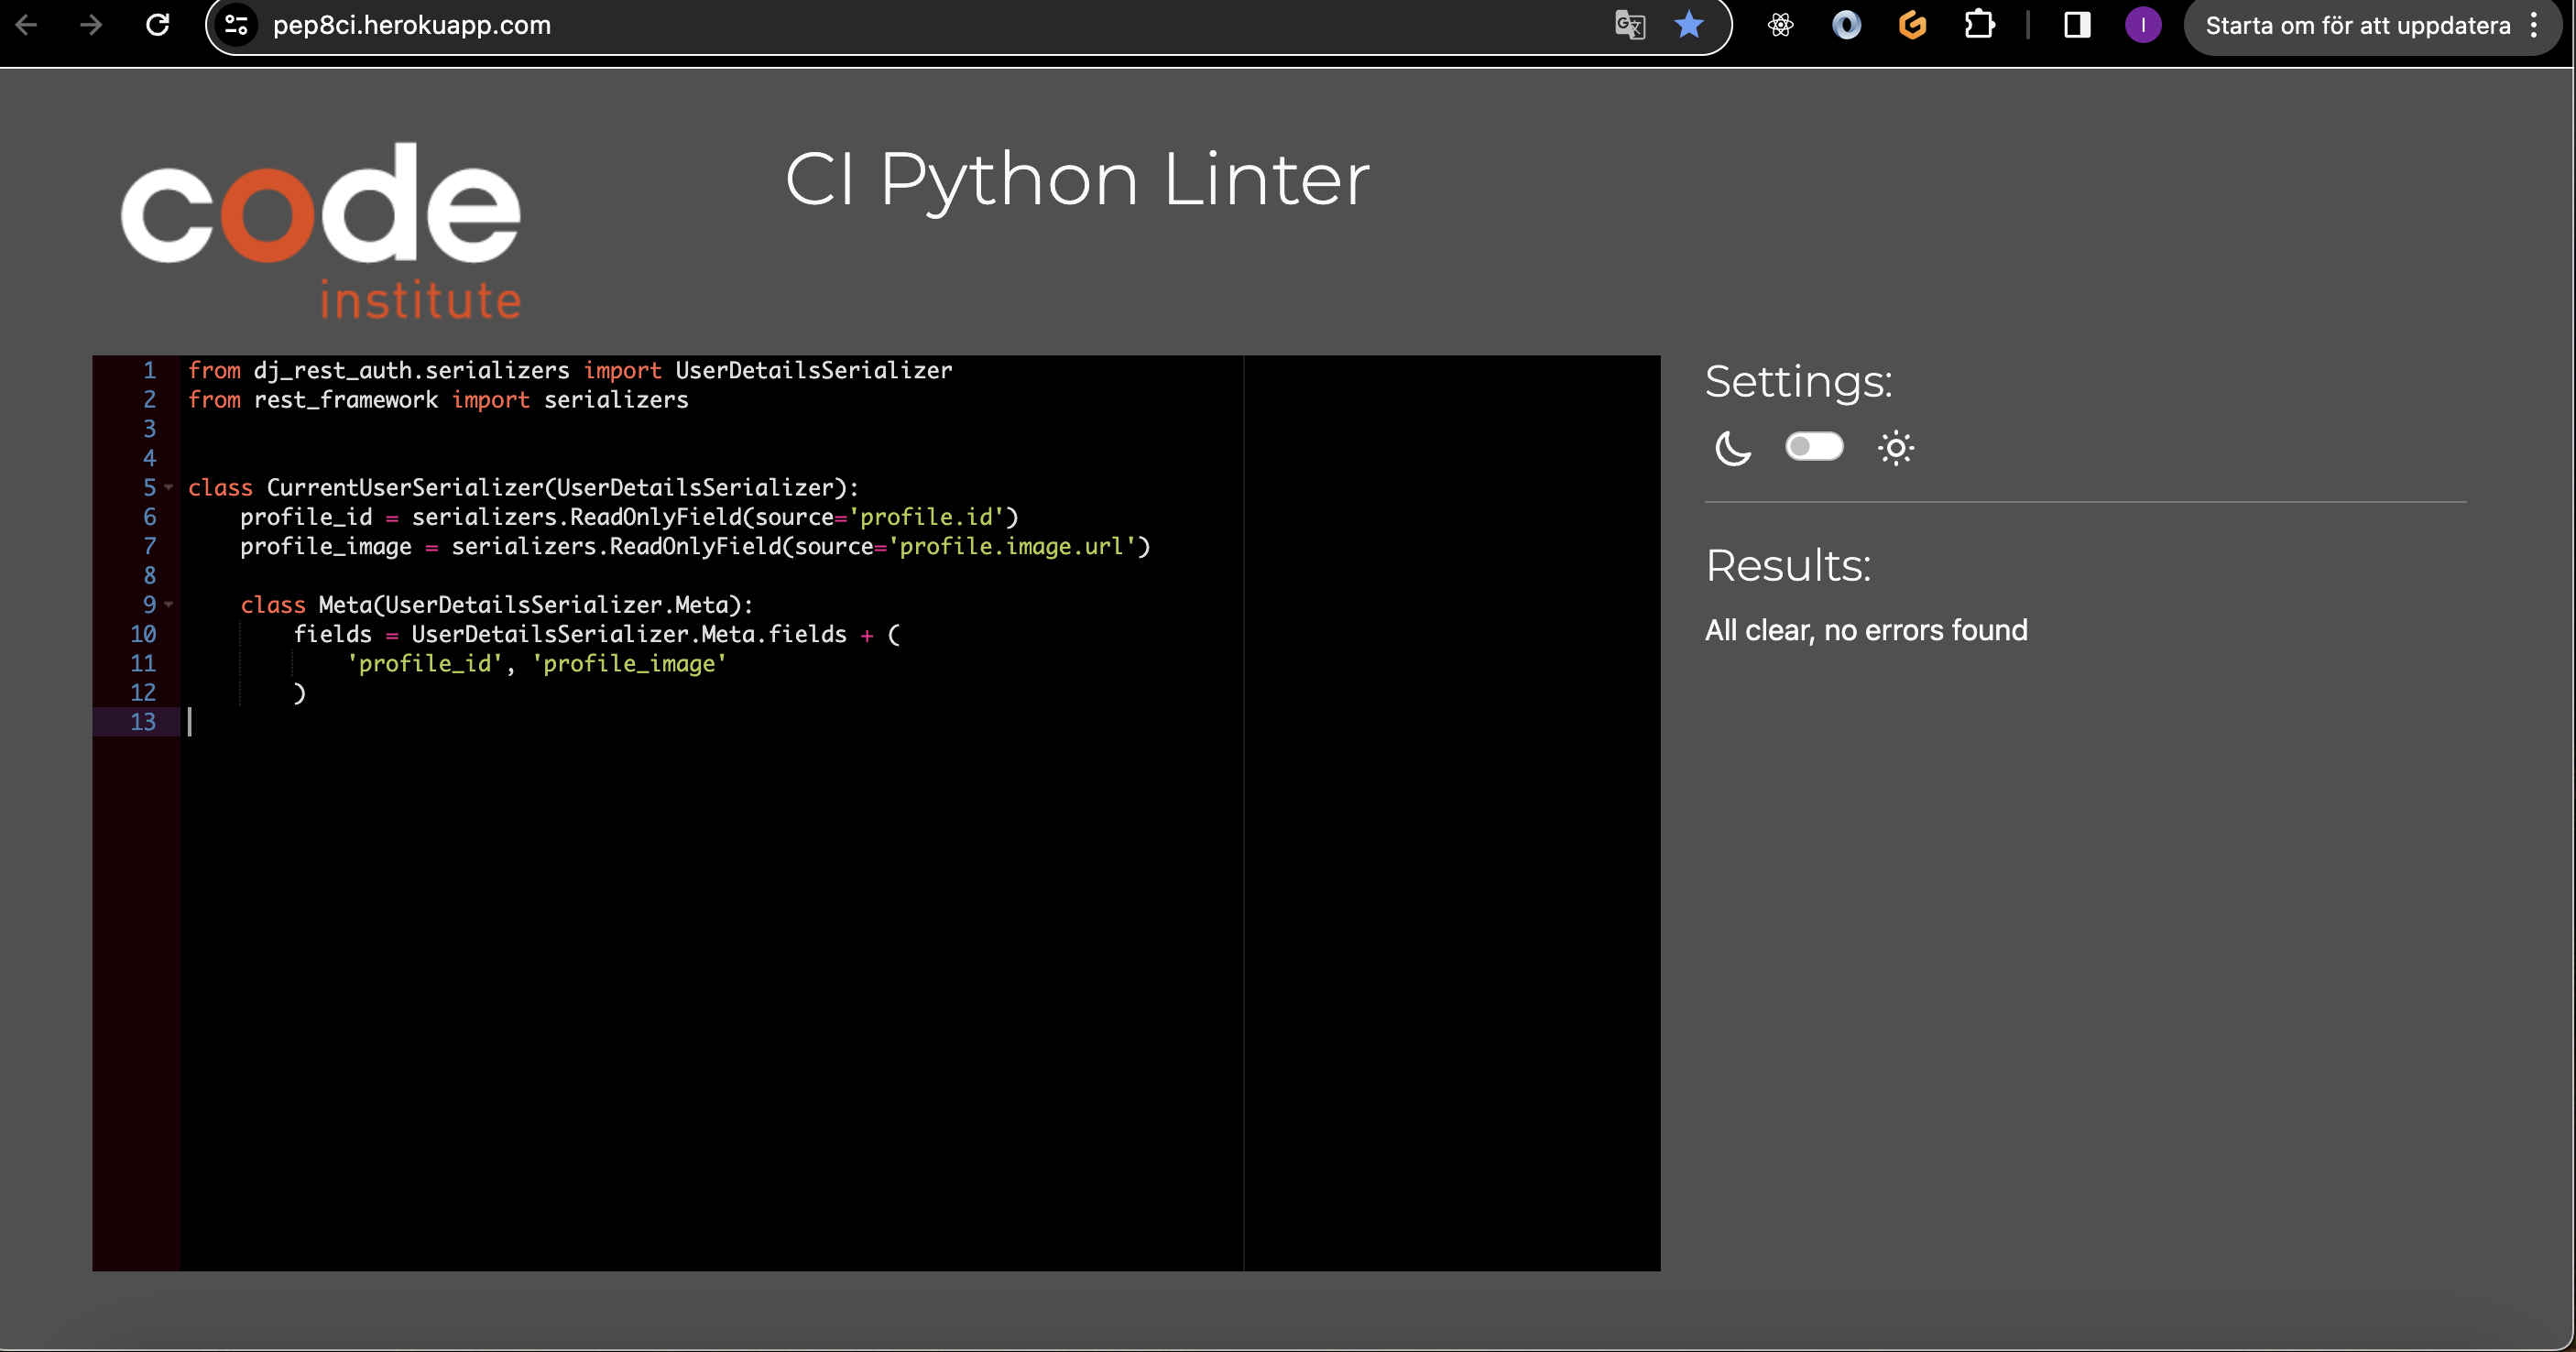 pep8ci.herokuapp.com
Starta om för att uppdatera
code
institute
CI Python Linter
1 from dj_rest_auth.serializers import UserDetailsSerializer
2 from rest_framework import serializers
3
4
5 class CurrentUserSerializer(UserDetailsSerializer):
6     profile_id = serializers.ReadOnlyField(source='profile.id')
7     profile_image = serializers.ReadOnlyField(source='profile.image.url')
8
9     class Meta(UserDetailsSerializer.Meta):
10         fields = UserDetailsSerializer.Meta.fields + (
11             'profile_id', 'profile_image'
12         )
13
Settings:
Results:
All clear, no errors found